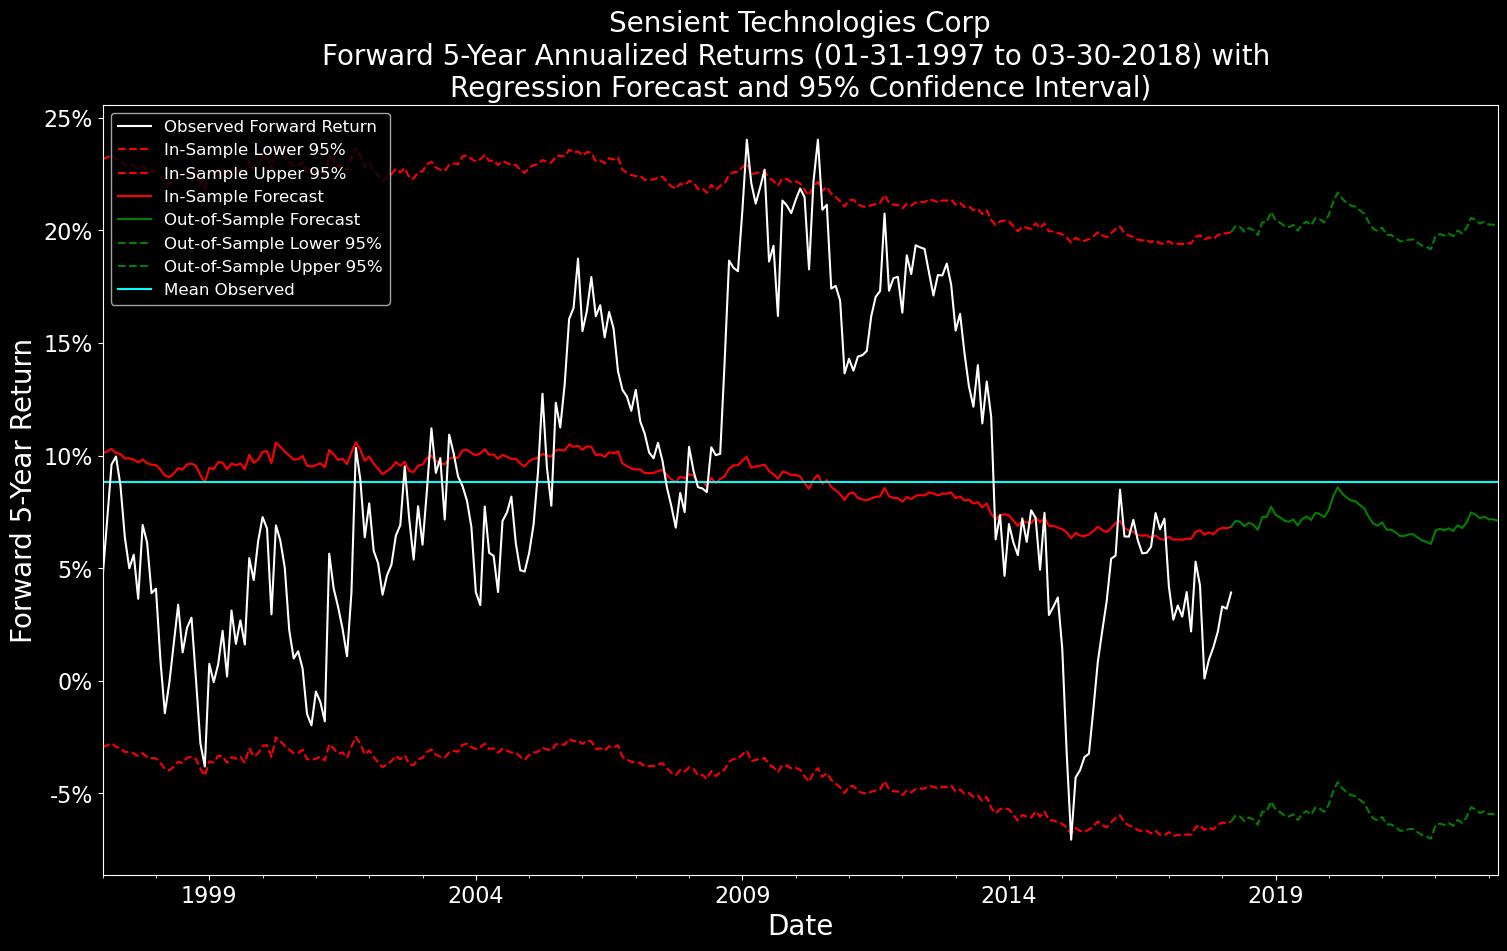 Sensient Technologies Corp
Forward 5-Year Annualized Returns (01-31-1997 to 03-30-2018) with
Regression Forecast and 95% Confidence Interval)
25%
20%
15%
10%
5%
0%
-5%
Forward 5-Year Return
Observed Forward Return
In-Sample Lower 95%
In-Sample Upper 95%
In-Sample Forecast
Out-of-Sample Forecast
Out-of-Sample Lower 95%
Out-of-Sample Upper 95%
Mean Observed
1999
2004
2009
2014
2019
Date